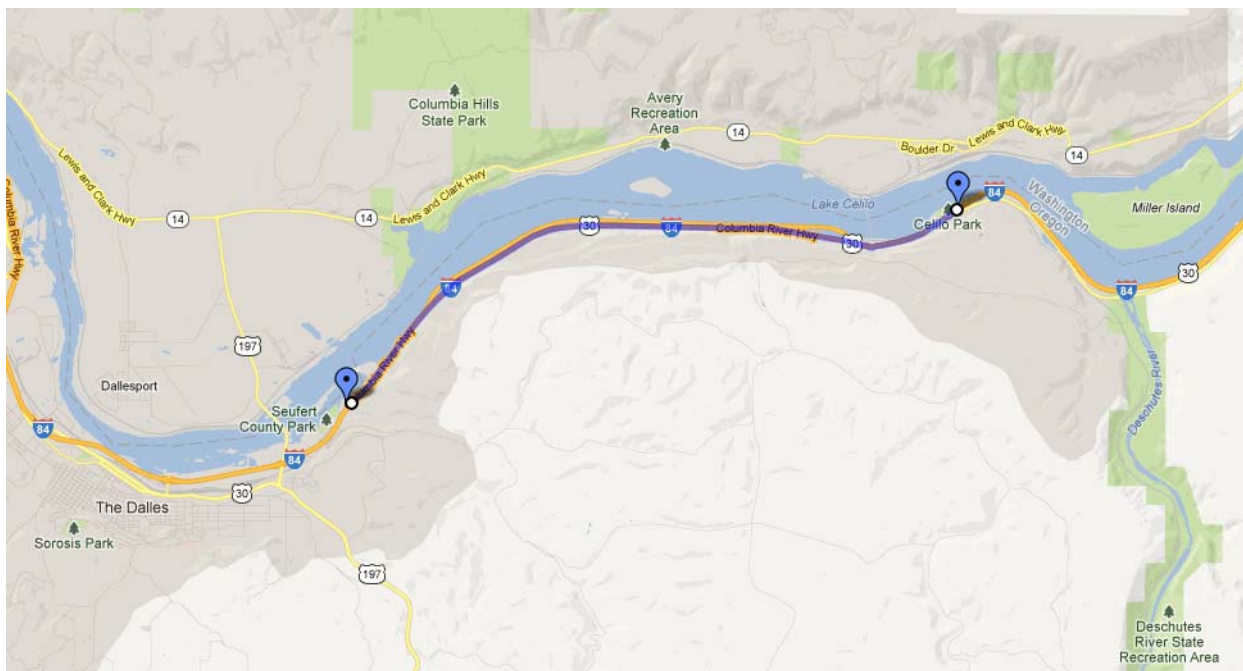 Columbia Hills
State Park
Avery
Recreation
Area
14
Boulder Dr
Lewis and Clark Hwy
14
Lewis and Clark Hwy
14
14
Lewis and Clark Hwy
Columbia River Hwy
Lake Celilo
Celilo Park
84
Washington
Oregon
Miller Island
30
84
Columbia River Hwy
30
84
30
84
197
Columbia River Hwy
Dallesport
Seufert
County Park
84
84
30
The Dalles
Sorosis Park
197
Deschutes River
Deschutes
River State
Recreation Area